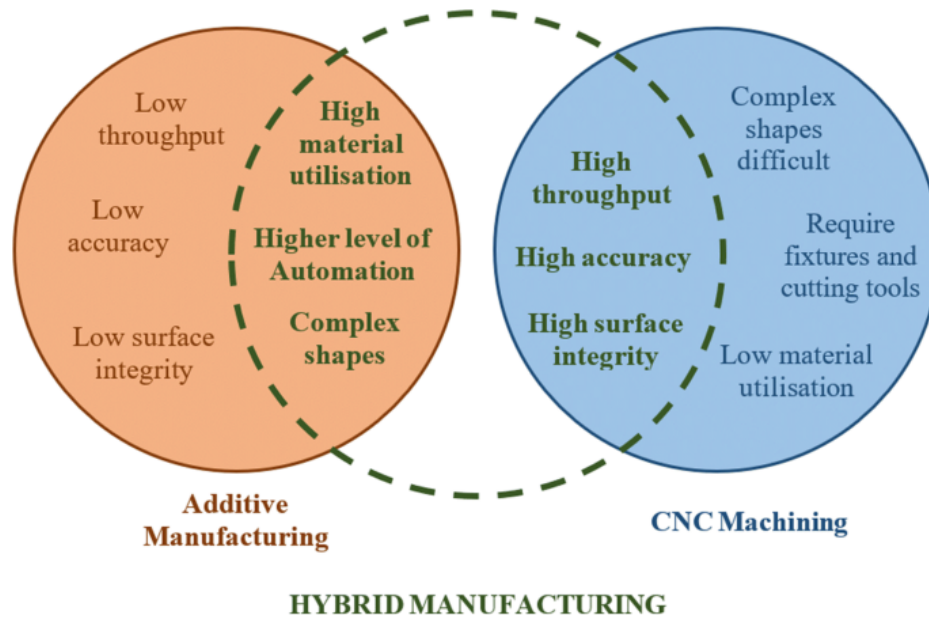 Low
throughput
Low
accuracy
Low surface
integrity
High
material
utilisation
Higher level of
Automation
Complex
shapes
High
throughput
High accuracy
High surface
integrity
Complex
shapes
difficult
Require
fixtures and
cutting tools
Low material
utilisation
Additive
Manufacturing
CNC Machining
HYBRID MANUFACTURING